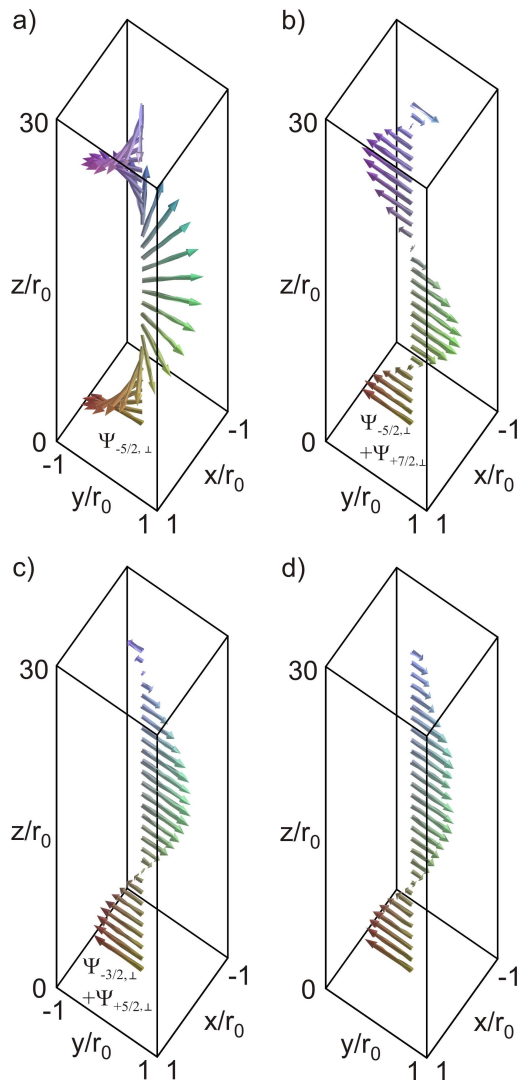 a)
30
z/r₀
0
-1
y/r₀
1
1
x/r₀
-1
Ψ₋₅/₂,⊥
b)
30
z/r₀
0
-1
y/r₀
1
1
x/r₀
-1
Ψ₋₅/₂,⊥
+Ψ₊₇/₂,⊥
c)
30
z/r₀
0
-1
y/r₀
1
1
x/r₀
-1
Ψ₋₃/₂,⊥
+Ψ₊₅/₂,⊥
d)
30
z/r₀
0
-1
y/r₀
1
1
x/r₀
-1